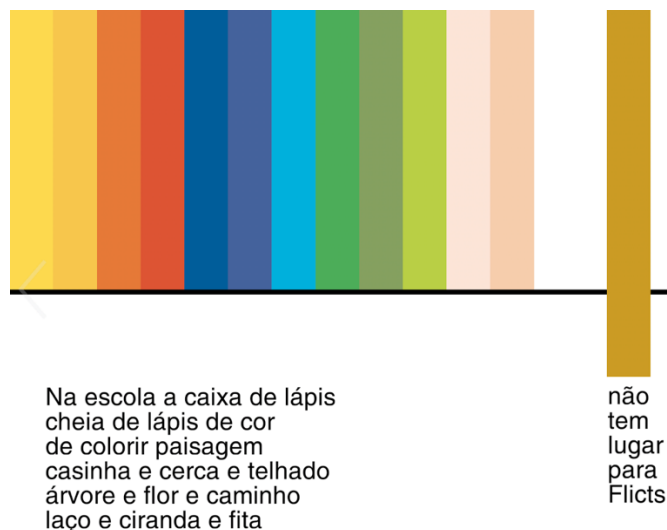 Na escola a caixa de lápis
cheia de lápis de cor
de colorir paisagem
casinha e cerca e telhado
árvore e flor e caminho
laço e ciranda e fita
não
tem
lugar
para
Flicts